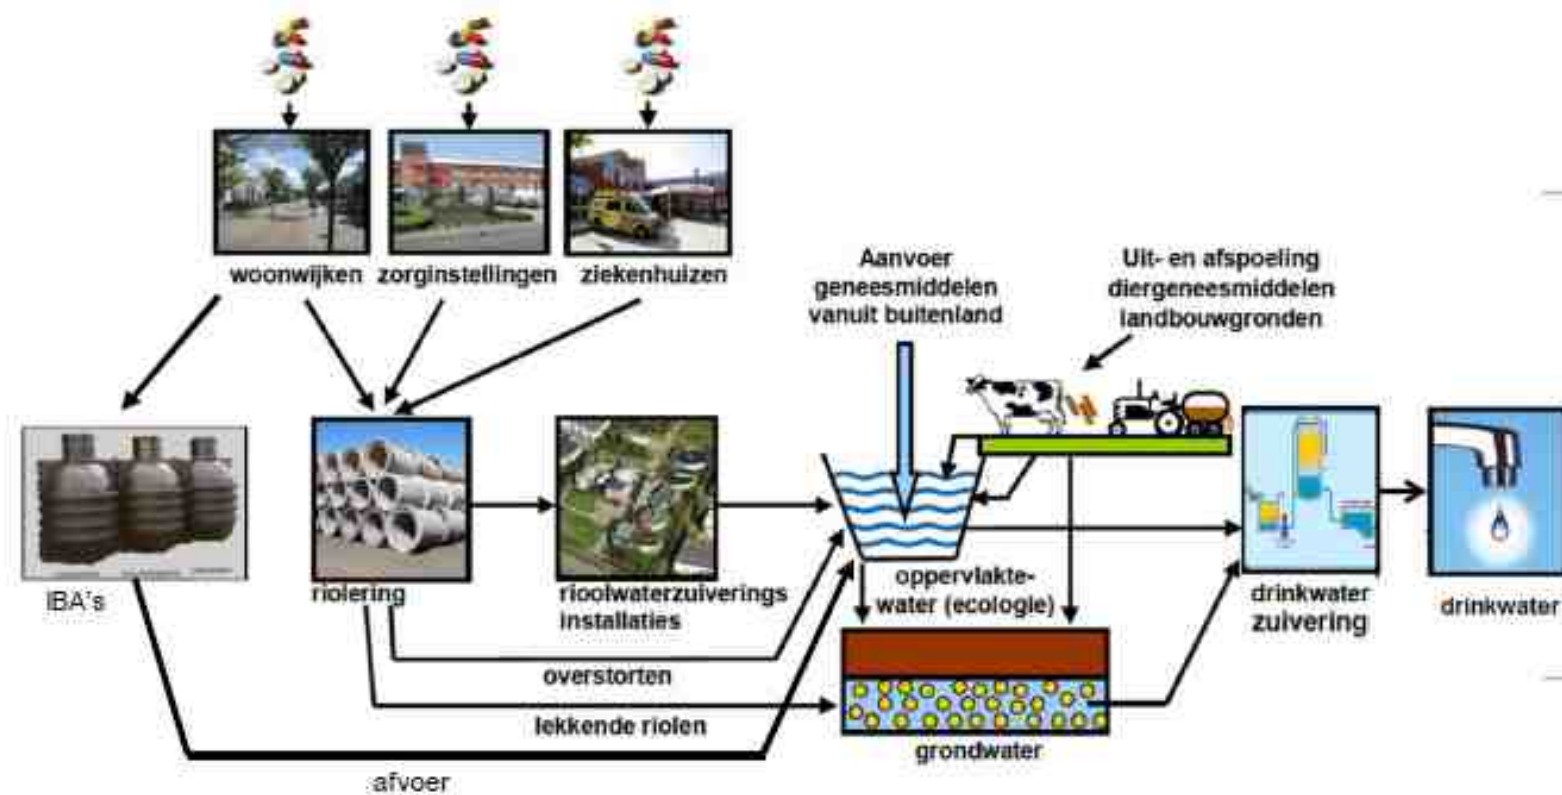 woonwijken
zorginstellingen
ziekenhuizen
Aanvoer
geneesmiddelen
vanuit buitenland
Uit- en afspoeling
diergeneesmiddelen
landbouwgronden
IBA's
riolering
rioolwaterzuiverings
installaties
oppervlakte-
water (ecologie)
drinkwater
zuivering
drinkwater
overstorten
lekkende riolen
grondwater
afvoer